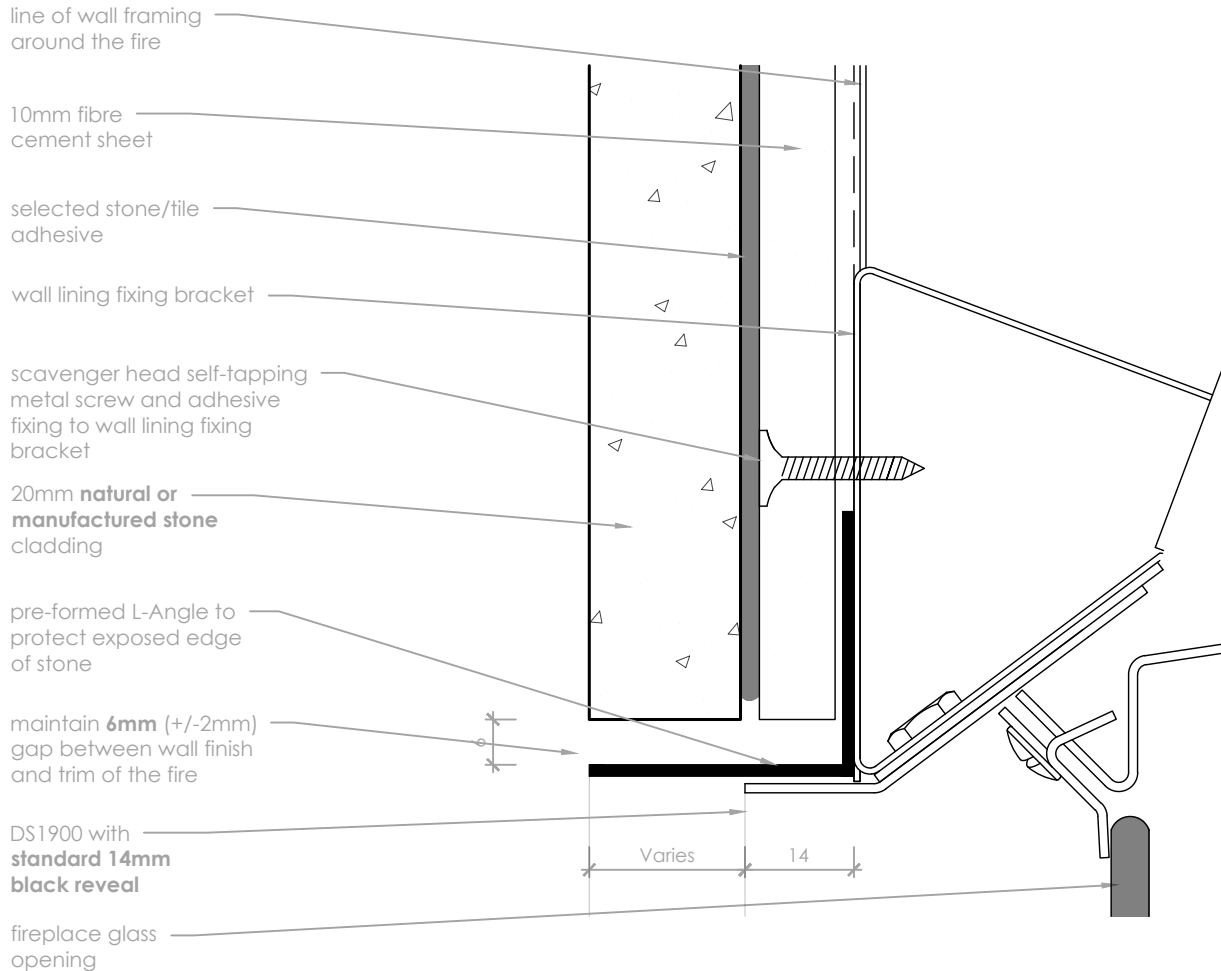 line of wall framing
around the fire
10mm fibre
cement sheet
selected stone/tile
adhesive
wall lining fixing bracket
scavenger head self-tapping
metal screw and adhesive
fixing to wall lining fixing
bracket
20mm natural or
manufactured stone
cladding
pre-formed L-Angle to
protect exposed edge
of stone
maintain 6mm (+/-2mm)
gap between wall finish
and trim of the fire
6
DS1900 with
standard 14mm
black reveal
Varies
14
fireplace glass
opening